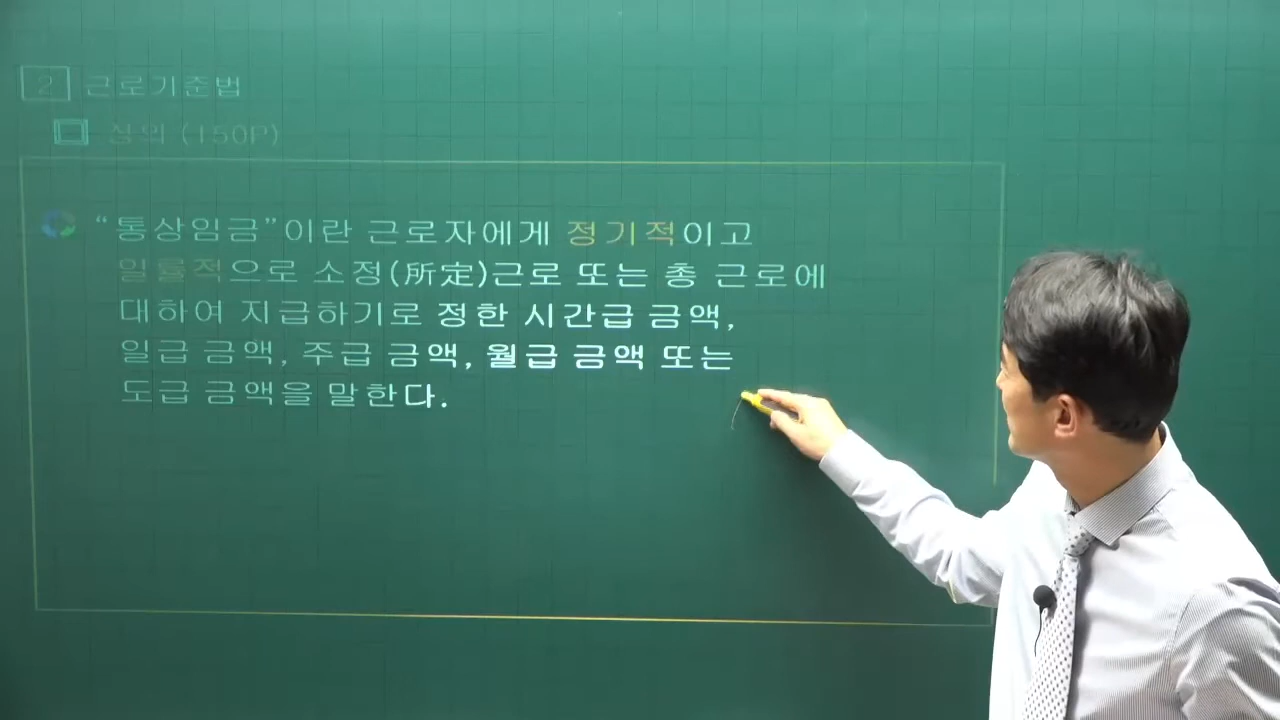 2 근로기준법
정의 (150P)
“통상임금”이란 근로자에게 정기적이고
일률적으로 소정(所定)근로 또는 총 근로에
대하여 지급하기로 정한 시간급 금액,
일급 금액, 주급 금액, 월급 금액 또는
도급 금액을 말한다.